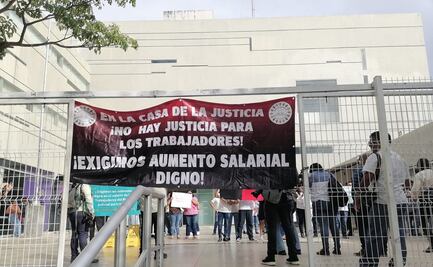 EN LA CASA DE LA JUSTICIA
¡NO HAY JUSTICIA PARA
LOS TRABAJADORES!
¡EXIGIMOS AUMENTO SALARIAL
DIGNO!